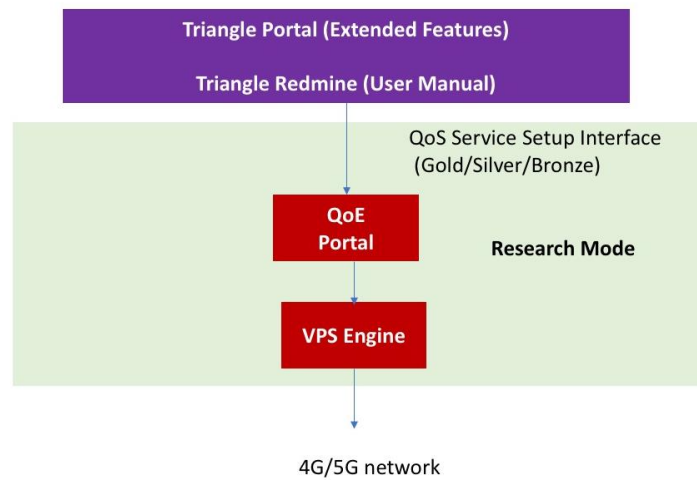 Triangle Portal (Extended Features)
Triangle Redmine (User Manual)
QoS Service Setup Interface
(Gold/Silver/Bronze)
QoE
Portal
Research Mode
VPS Engine
4G/5G network